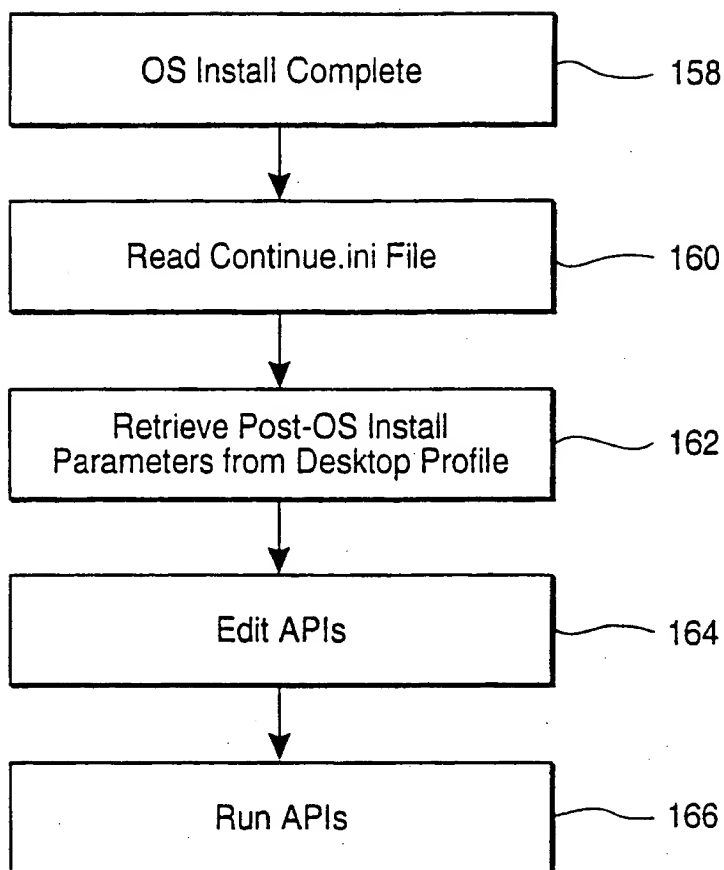 OS Install Complete
158
Read Continue.ini File
160
Retrieve Post-OS Install
Parameters from Desktop Profile
162
Edit APIs
164
Run APIs
166